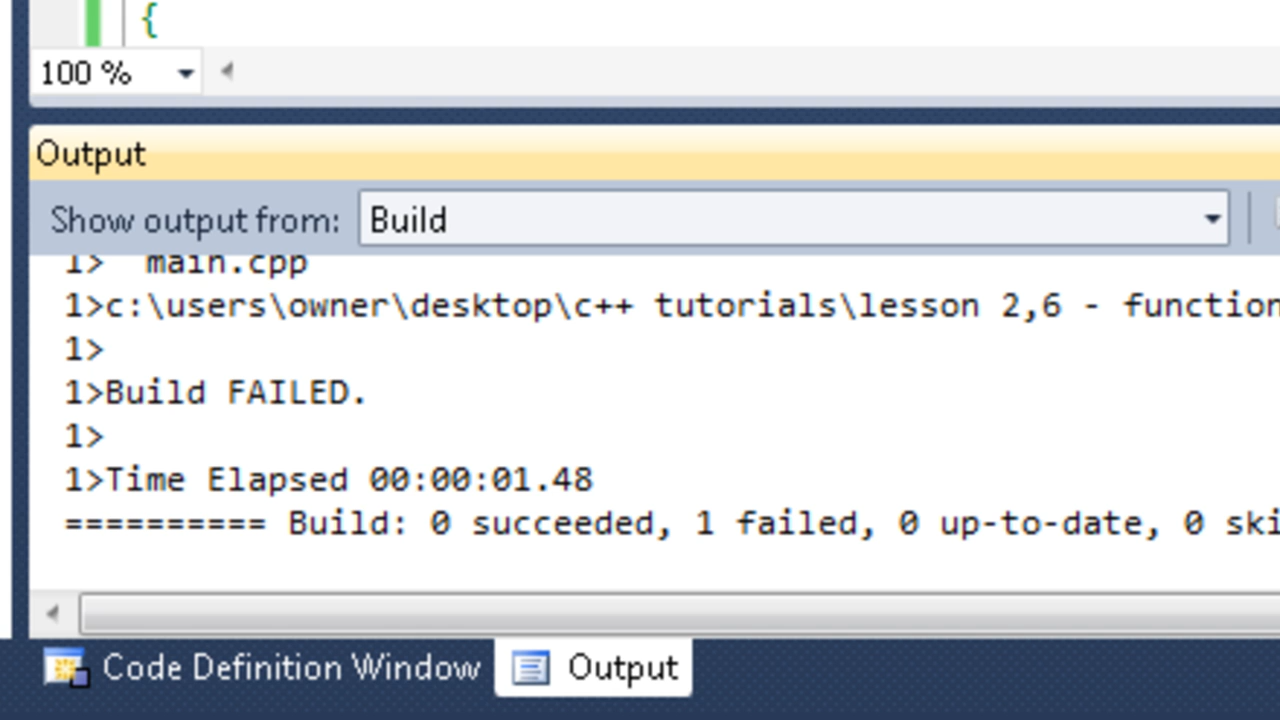 {
100 %
Output
Show output from: Build
1> main.cpp
1>c:\users\owner\desktop\c++ tutorials\lesson 2,6 - function
1>
1>Build FAILED.
1>
1>Time Elapsed 00:00:01.48
========== Build: 0 succeeded, 1 failed, 0 up-to-date, 0 ski
Code Definition Window Output